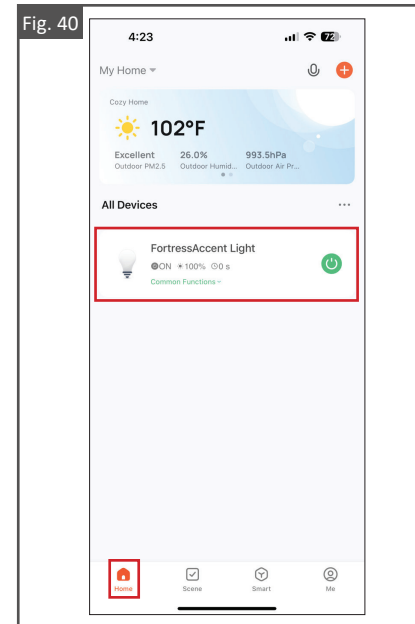 Fig. 40
4:23
72
My Home
Cozy Home
102°F
Excellent 26.0% 993.5hPa
Outdoor PM2.5 Outdoor Humid... Outdoor Air Pr...
All Devices
FortressAccent Light
ON 100% 0 s
Common Functions
Home Scene Smart Me